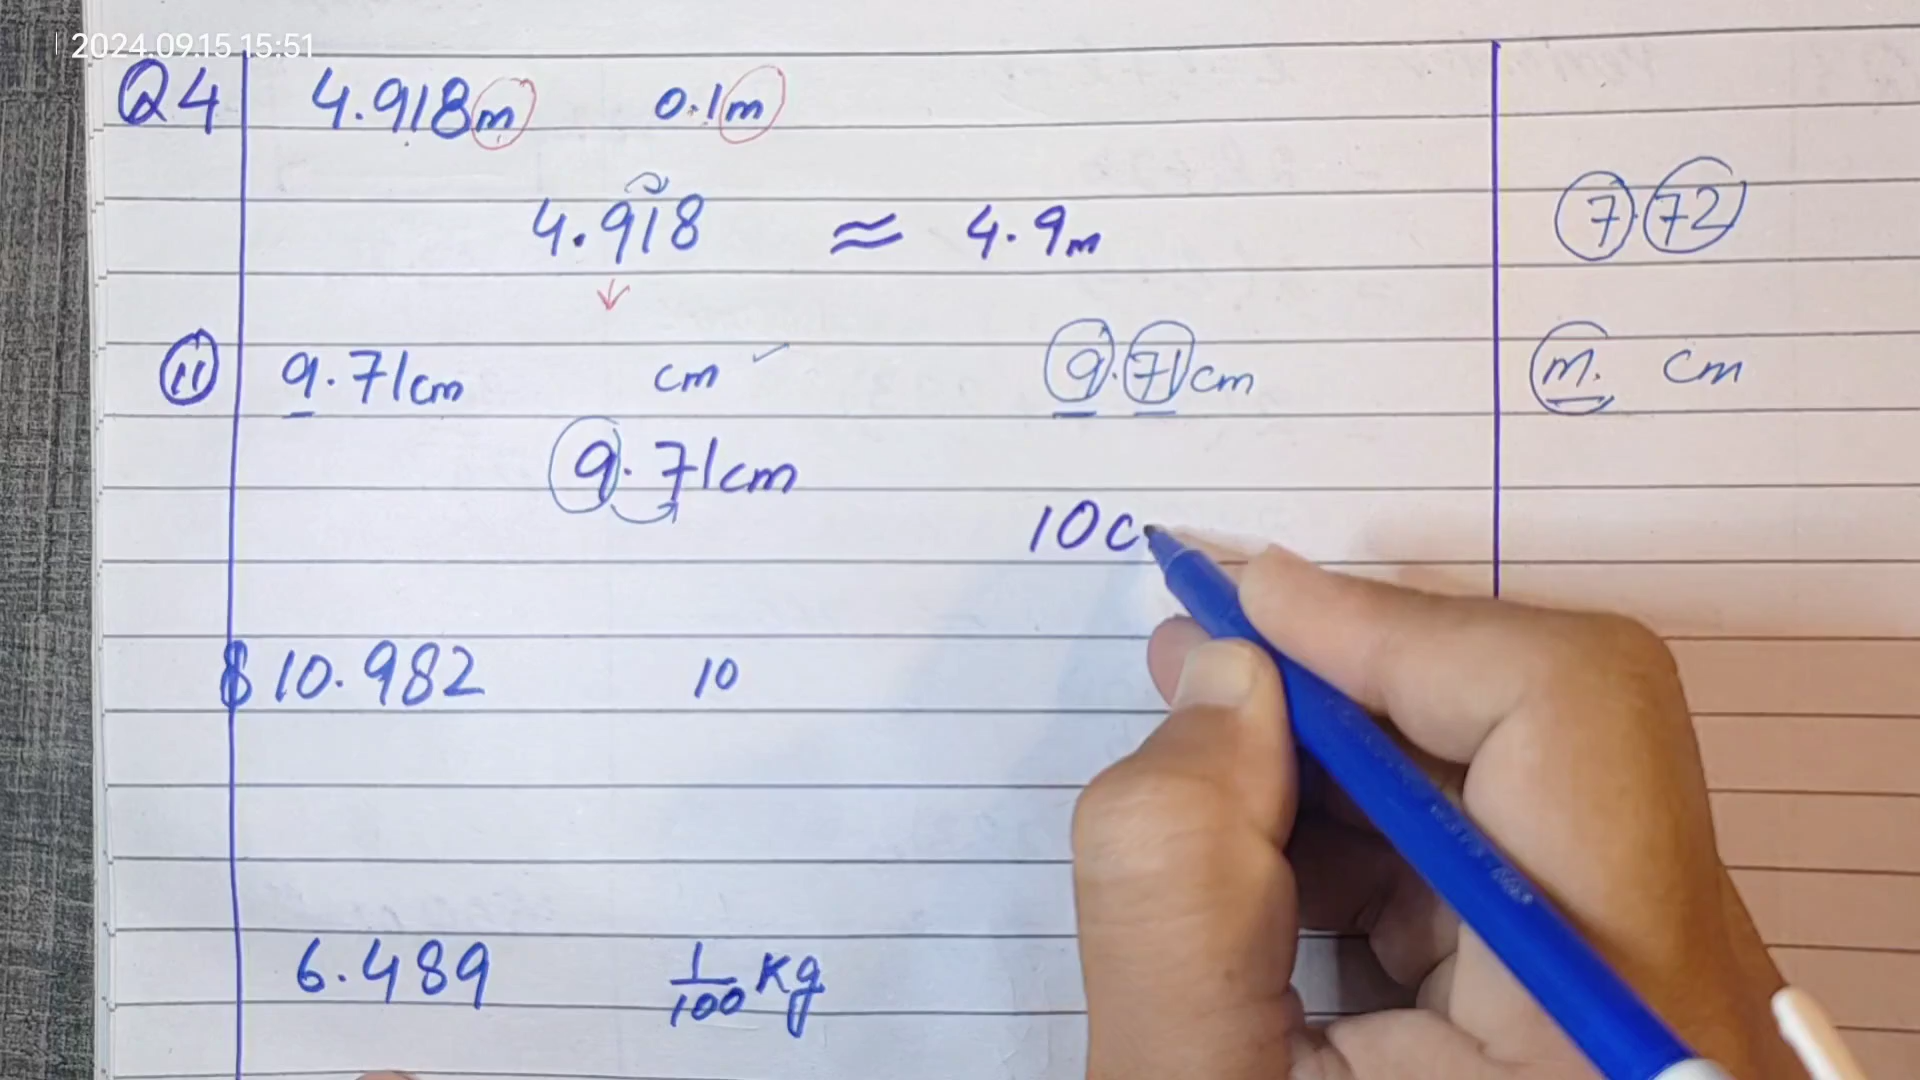 2024.09.15 15:51
Q4 4.918m 0.1m
4.918 ≈ 4.9m
7.72
11 9.71cm cm ✓ 9.71cm
m. cm
9.71cm
10c
$10.982 10
6.489 1/100 Kg